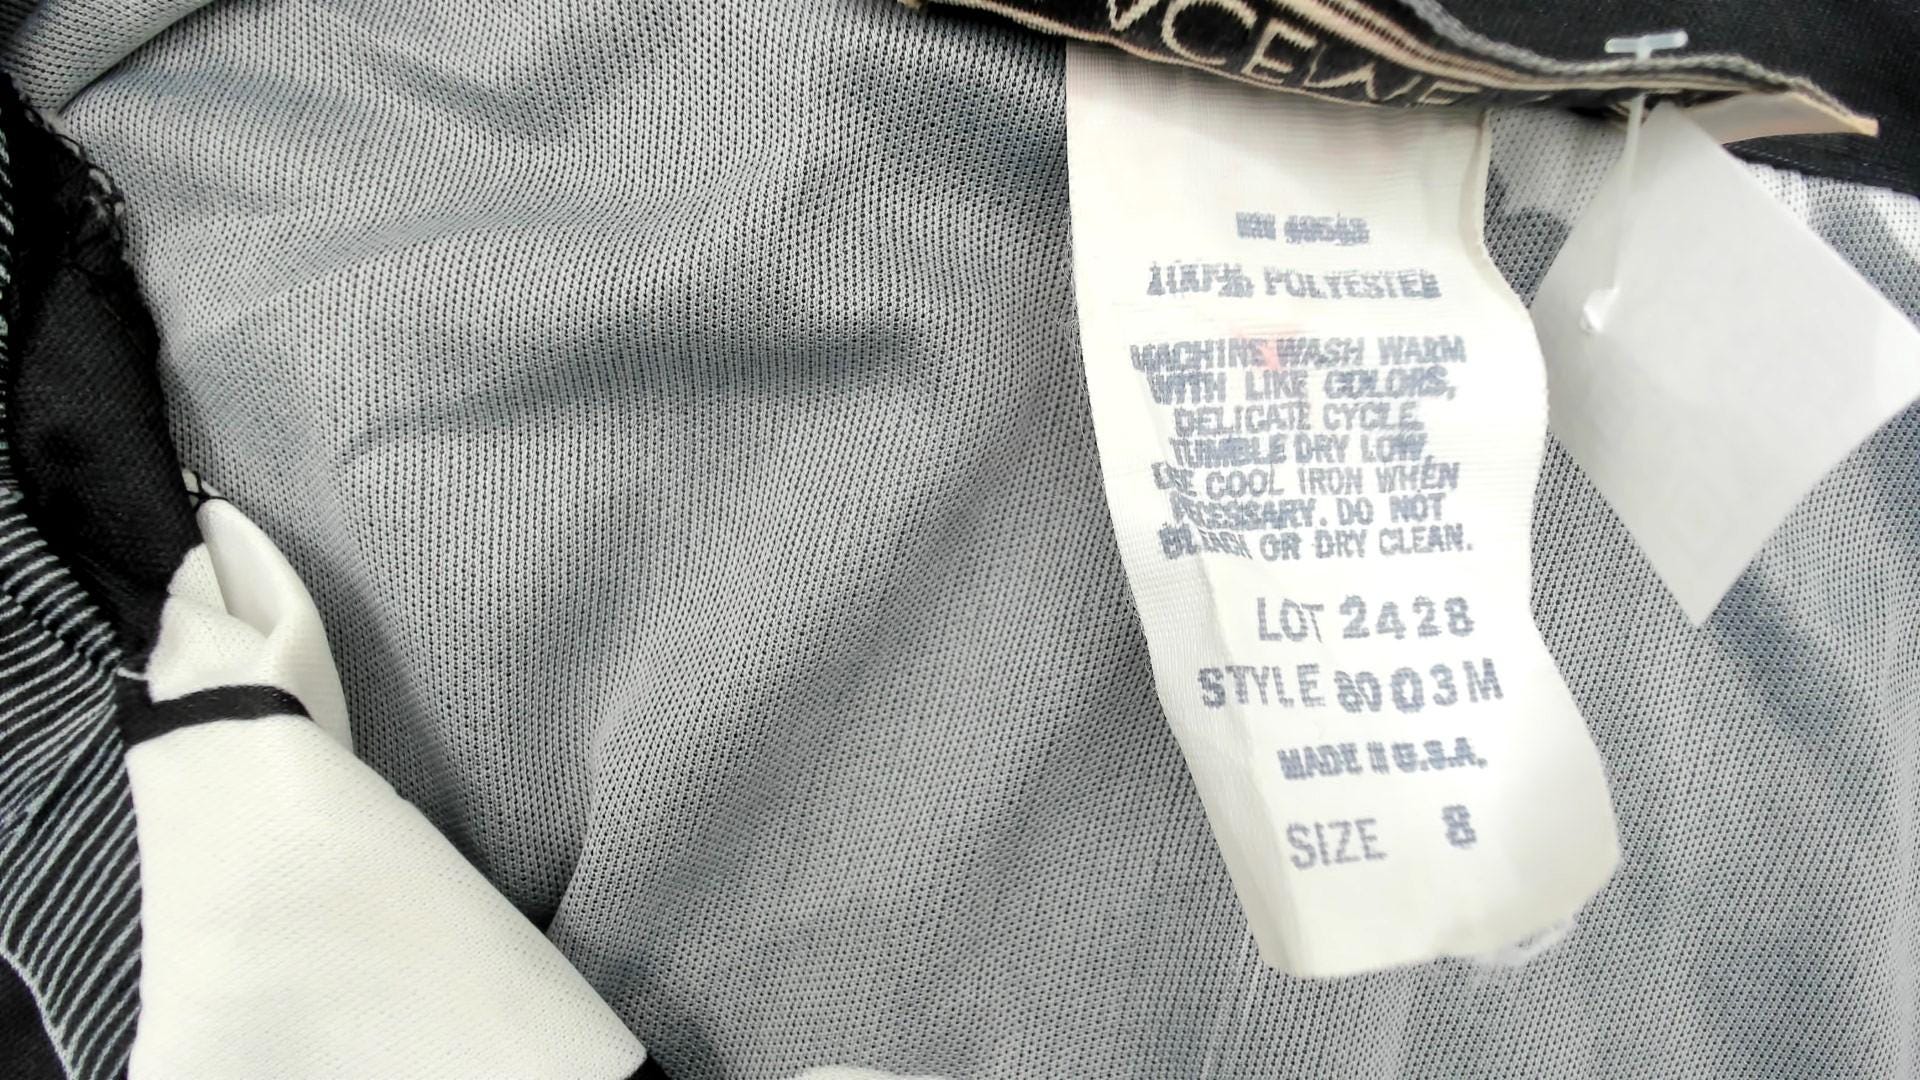 100% POLYESTER
MACHINE WASH WARM
WITH LIKE COLORS,
DELICATE CYCLE,
TUMBLE DRY LOW,
USE COOL IRON WHEN
NECESSARY. DO NOT
BLEACH OR DRY CLEAN.
LOT 2428
STYLE 8003M
MADE IN U.S.A.
SIZE 8